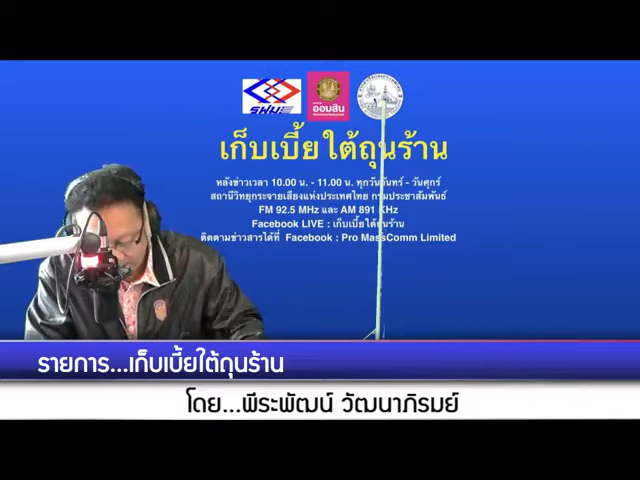 รฟม
ออมสิน
เก็บเบี้ยใต้ถุนร้าน
หลังข่าวเวลา 10.00 น. - 11.00 น. ทุกวันจันทร์ - วันศุกร์
สถานีวิทยุกระจายเสียงแห่งประเทศไทย กรมประชาสัมพันธ์
FM 92.5 MHz และ AM 891 KHz
Facebook LIVE : เก็บเบี้ยใต้ถุนร้าน
ติดตามข่าวสารได้ที่ Facebook : Pro MassComm Limited
รายการ...เก็บเบี้ยใต้ถุนร้าน
โดย...พีระพัฒน์ วัฒนาภิรมย์